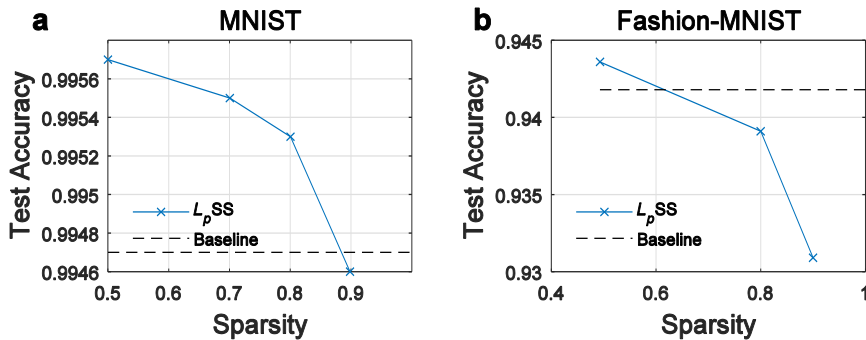 a
MNIST
Test Accuracy
0.9956
0.9954
0.9952
0.995
0.9948
0.9946
LpSS
Baseline
0.5 0.6 0.7 0.8 0.9
Sparsity
b
Fashion-MNIST
Test Accuracy
0.945
0.94
0.935
0.93
LpSS
Baseline
0.4 0.6 0.8 1
Sparsity